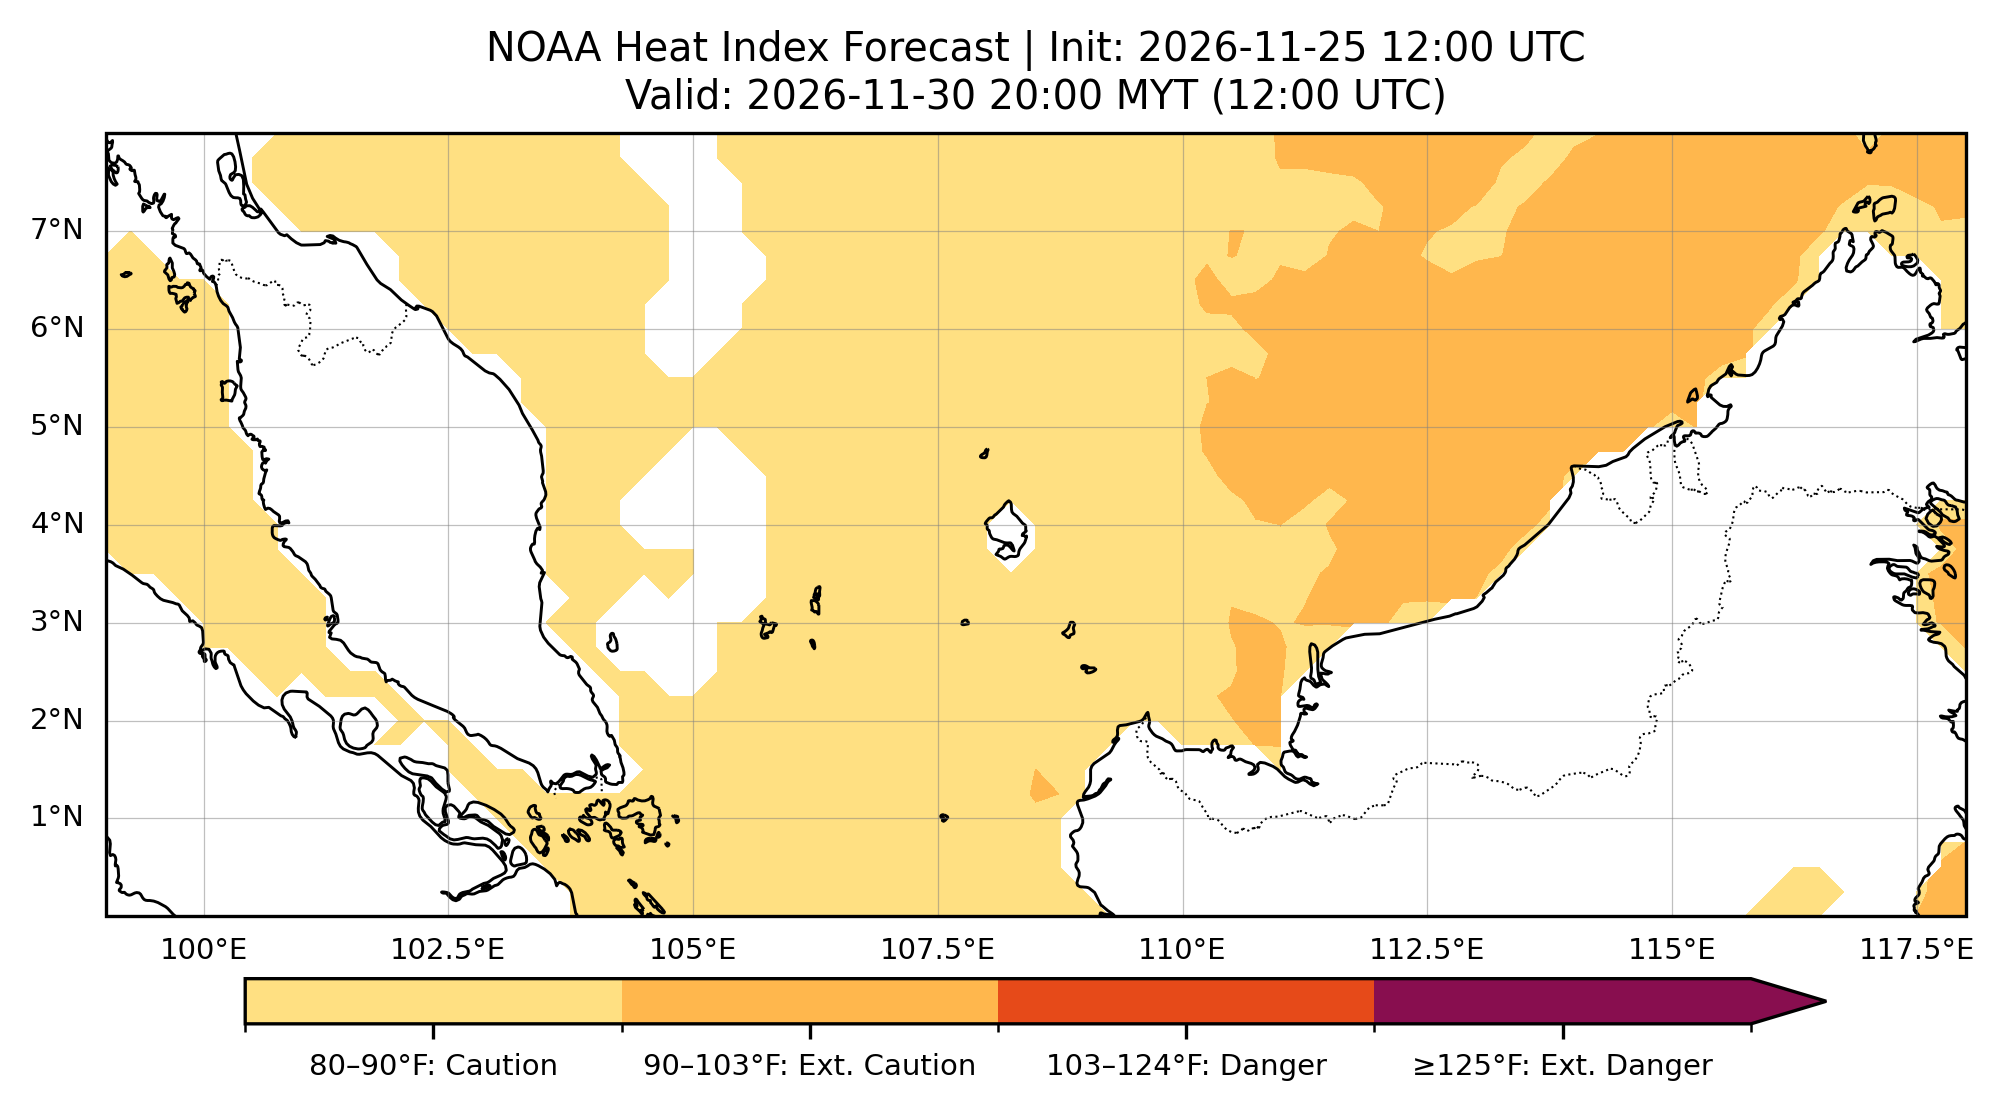 NOAA Heat Index Forecast | Init: 2026-11-25 12:00 UTC
Valid: 2026-11-30 20:00 MYT (12:00 UTC)
7°N
6°N
5°N
4°N
3°N
2°N
1°N
100°E 102.5°E 105°E 107.5°E 110°E 112.5°E 115°E 117.5°E
80–90°F: Caution 90–103°F: Ext. Caution 103–124°F: Danger ≥125°F: Ext. Danger